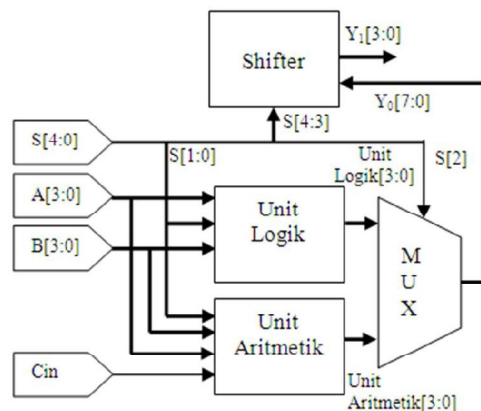 Y₁[3:0]
Shifter
Y₀[7:0]
S[4:3]
S[4:0]
S[1:0]
Unit
Logik[3:0]
S[2]
A[3:0]
Unit
Logik
B[3:0]
M
U
X
Unit
Aritmetik
Cin
Unit
Aritmetik[3:0]